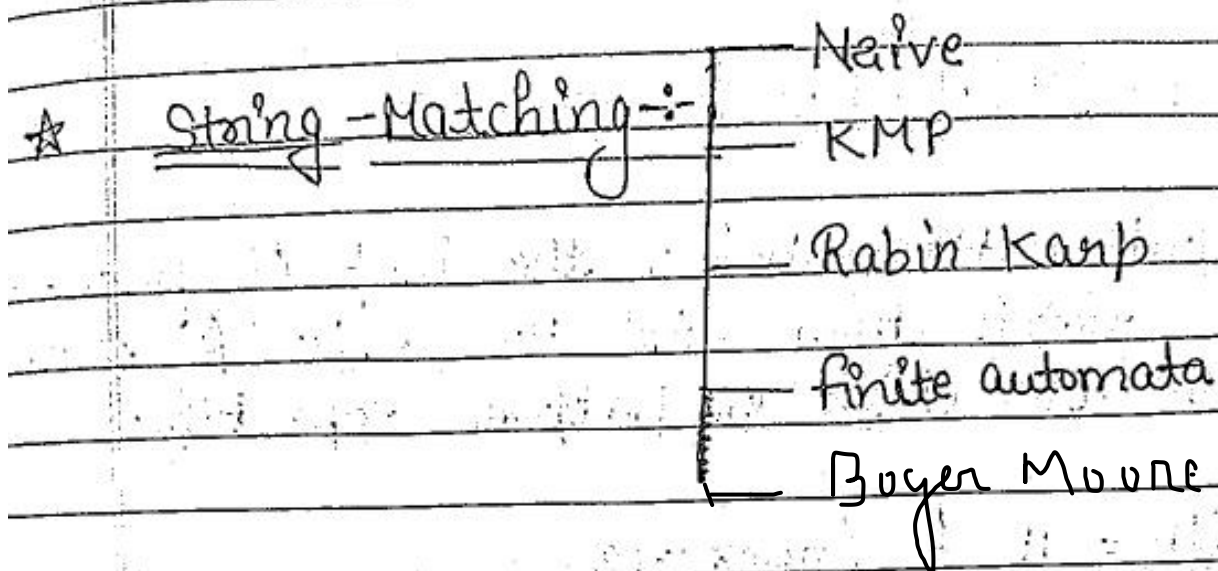 Naive
☆ String-Matching÷
KMP
Rabin Karp
finite automata
Boyer Moore